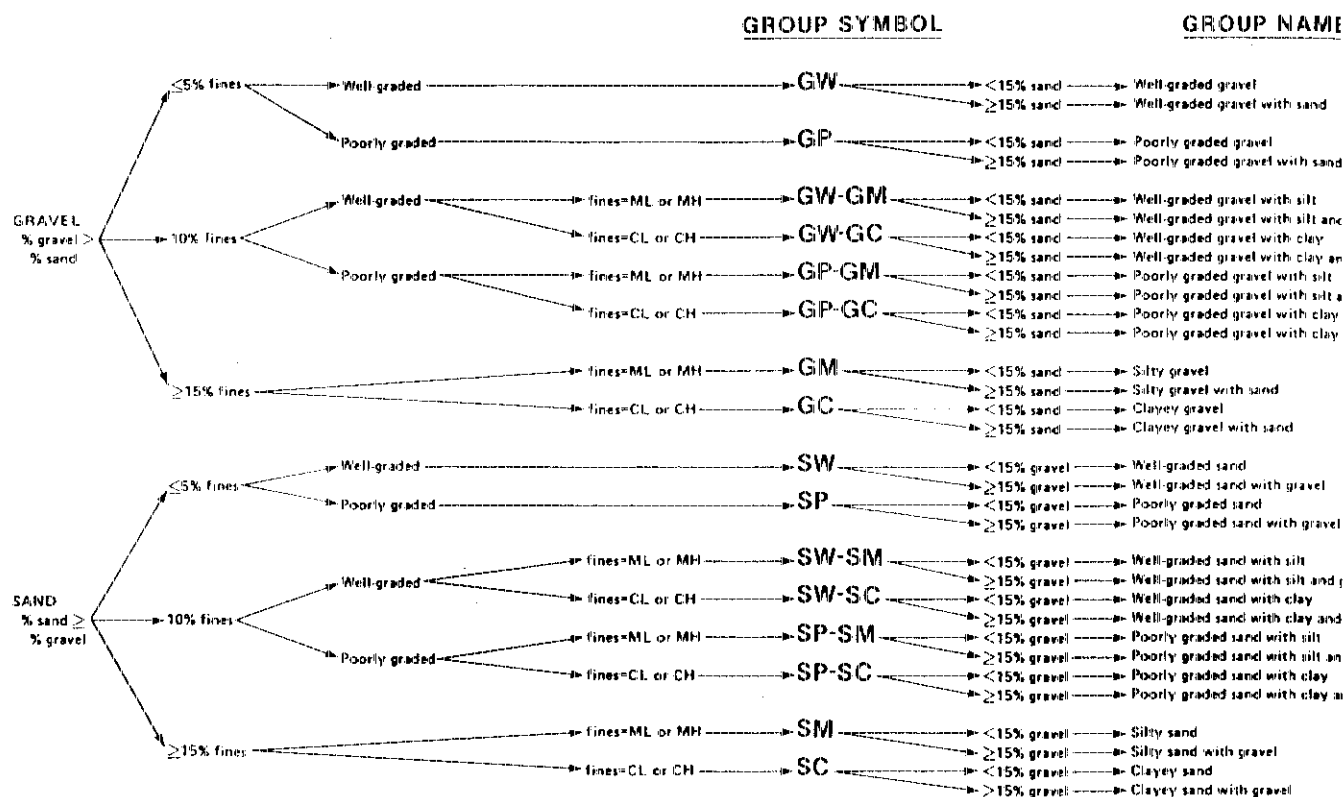 GROUP SYMBOL GROUP NAME
≤5% fines Well-graded GW <15% sand Well-graded gravel
≥15% sand Well-graded gravel with sand
Poorly graded GP <15% sand Poorly graded gravel
≥15% sand Poorly graded gravel with sand
Well-graded fines=ML or MH GW-GM <15% sand Well-graded gravel with silt
GRAVEL ≥15% sand Well-graded gravel with silt and
% gravel > 10% fines fines=CL or CH GW-GC <15% sand Well-graded gravel with clay
% sand ≥15% sand Well-graded gravel with clay an
Poorly graded fines=ML or MH GP-GM <15% sand Poorly graded gravel with silt
≥15% sand Poorly graded gravel with silt a
fines=CL or CH GP-GC <15% sand Poorly graded gravel with clay
≥15% sand Poorly graded gravel with clay
≥15% fines fines=ML or MH GM <15% sand Silty gravel
≥15% sand Silty gravel with sand
fines=CL or CH GC <15% sand Clayey gravel
≥15% sand Clayey gravel with sand
≤5% fines Well-graded SW <15% gravel Well-graded sand
≥15% gravel Well-graded sand with gravel
Poorly graded SP <15% gravel Poorly graded sand
≥15% gravel Poorly graded sand with gravel
Well-graded fines=ML or MH SW-SM <15% gravel Well-graded sand with silt
≥15% gravel Well-graded sand with silt and g
SAND fines=CL or CH SW-SC <15% gravel Well-graded sand with clay
% sand ≥ 10% fines ≥15% gravel Well-graded sand with clay and
% gravel Poorly graded fines=ML or MH SP-SM <15% gravel Poorly graded sand with silt
≥15% gravel Poorly graded sand with silt an
fines=CL or CH SP-SC <15% gravel Poorly graded sand with clay
≥15% gravel Poorly graded sand with clay a
≥15% fines fines=ML or MH SM <15% gravel Silty sand
≥15% gravel Silty sand with gravel
fines=CL or CH SC <15% gravel Clayey sand
≥15% gravel Clayey sand with gravel